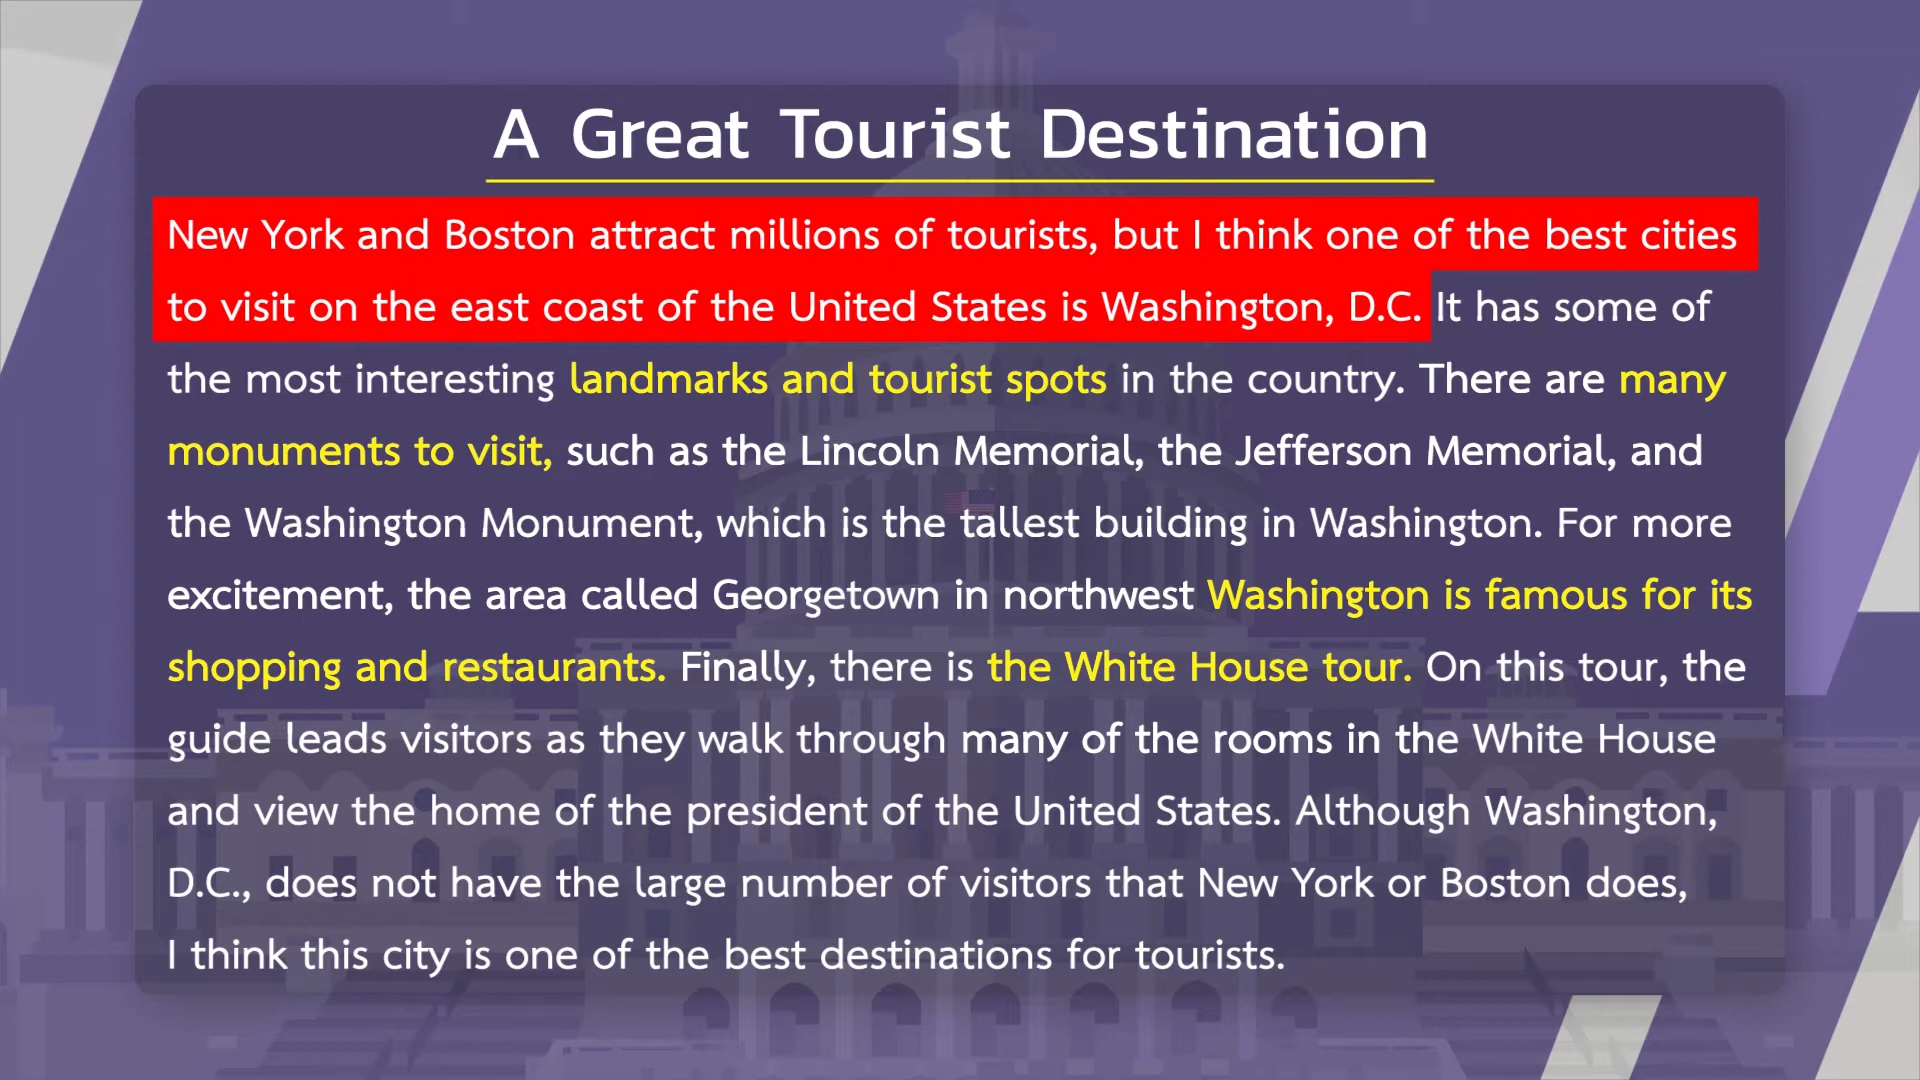 A Great Tourist Destination
New York and Boston attract millions of tourists, but I think one of the best cities
to visit on the east coast of the United States is Washington, D.C. It has some of
the most interesting landmarks and tourist spots in the country. There are many
monuments to visit, such as the Lincoln Memorial, the Jefferson Memorial, and
the Washington Monument, which is the tallest building in Washington. For more
excitement, the area called Georgetown in northwest Washington is famous for its
shopping and restaurants. Finally, there is the White House tour. On this tour, the
guide leads visitors as they walk through many of the rooms in the White House
and view the home of the president of the United States. Although Washington,
D.C., does not have the large number of visitors that New York or Boston does,
I think this city is one of the best destinations for tourists.